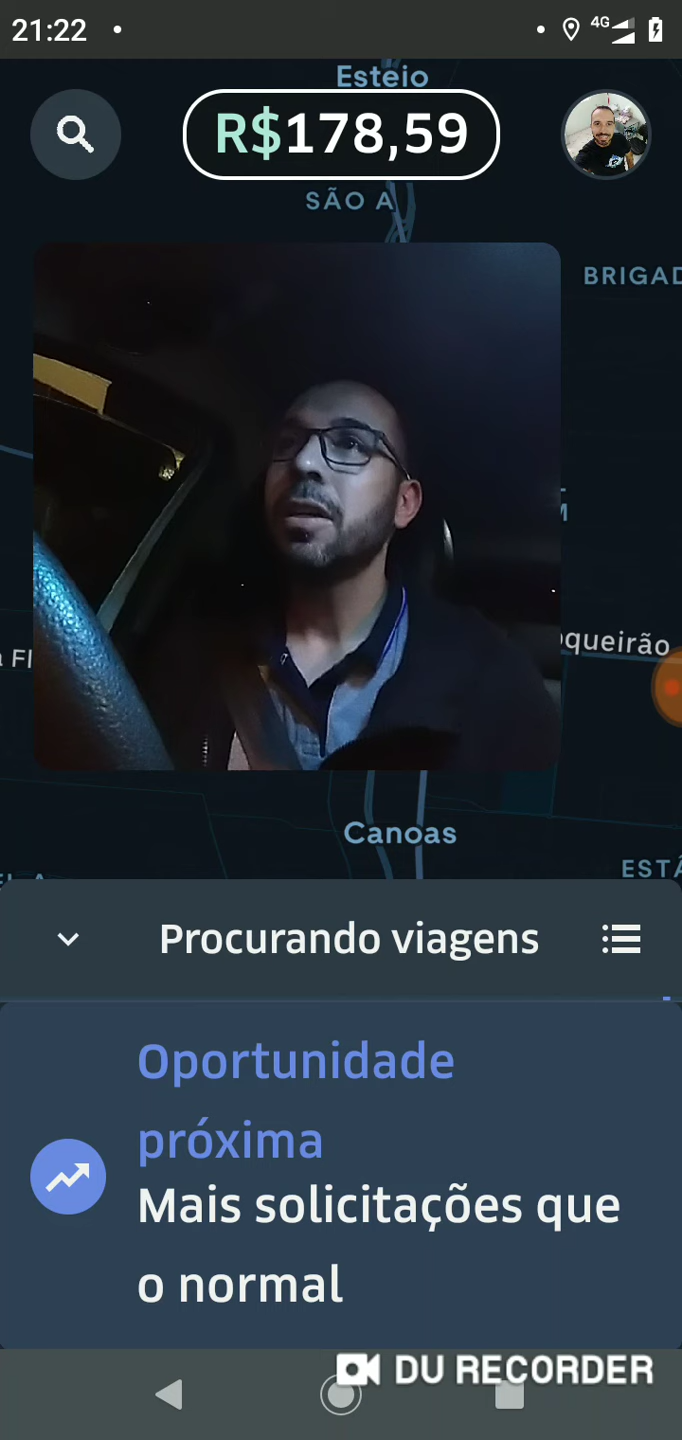 21:22
4G
Esteio
R$178,59
SÃO A
BRIGAD
queirão
Canoas
ESTÂ
Procurando viagens
Oportunidade
próxima
Mais solicitações que
o normal
DU RECORDER